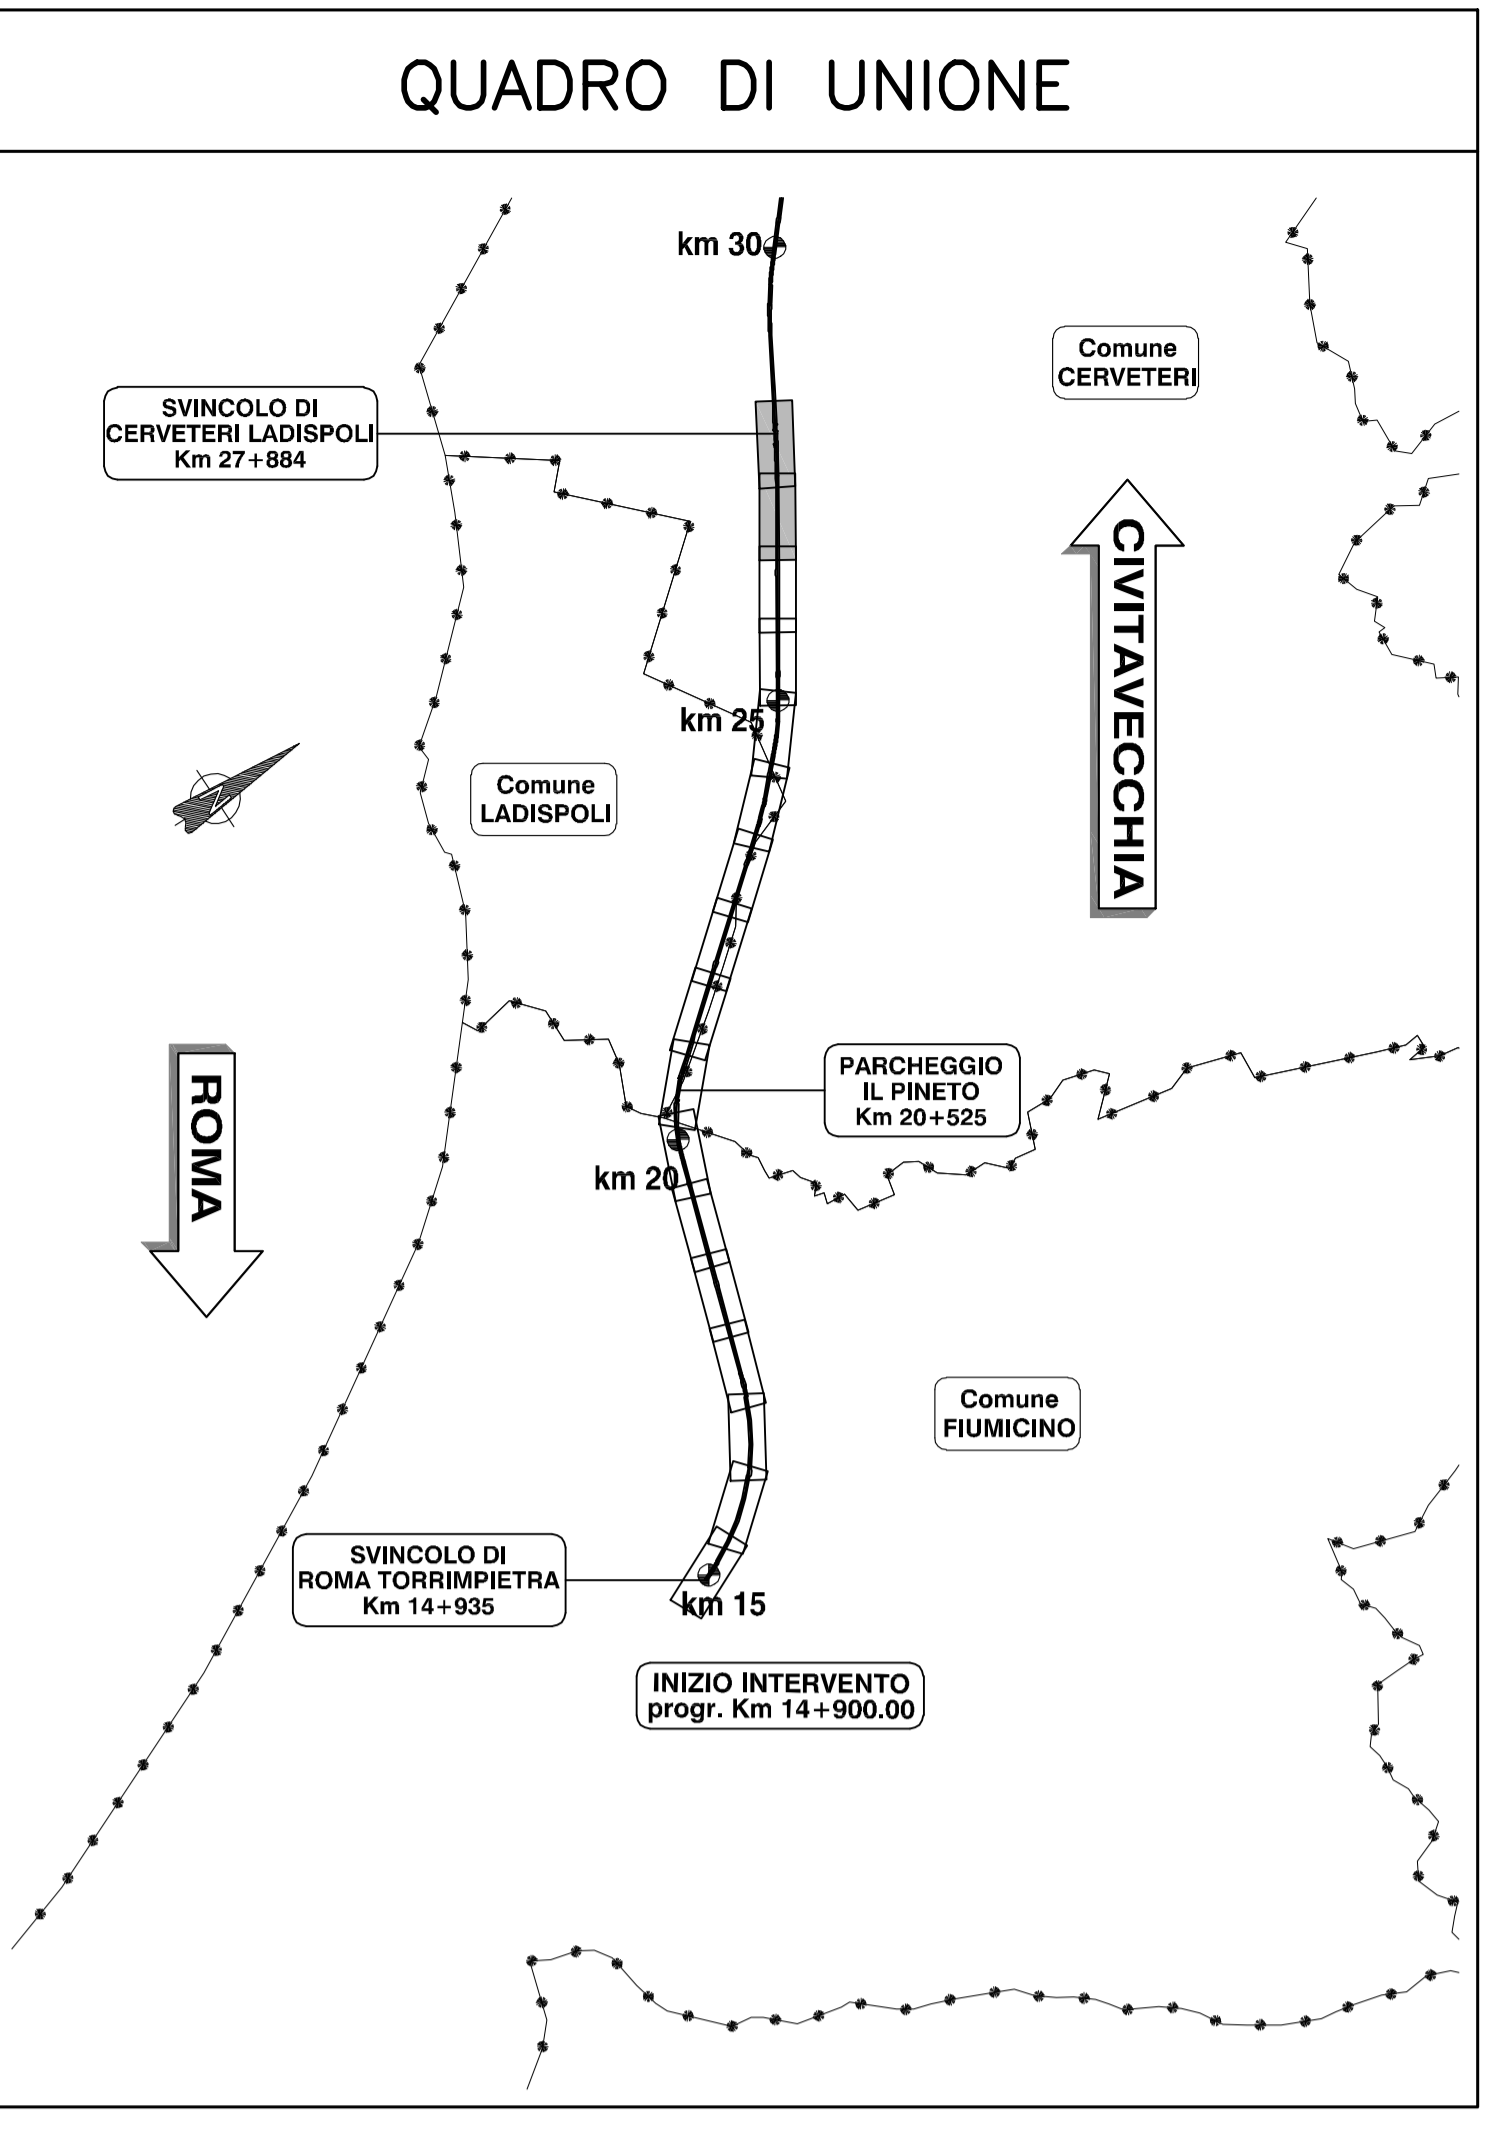 QUADRO DI UNIONE
km 30
Comune
CERVETERI
SVINCOLO DI
CERVETERI LADISPOLI
Km 27+884
CIVITAVECCHIA
km 25
Comune
LADISPOLI
N
ROMA
PARCHEGGIO
IL PINETO
Km 20+525
km 20
Comune
FIUMICINO
SVINCOLO DI
ROMA TORRIMPIETRA
Km 14+935
km 15
INIZIO INTERVENTO
progr. Km 14+900.00